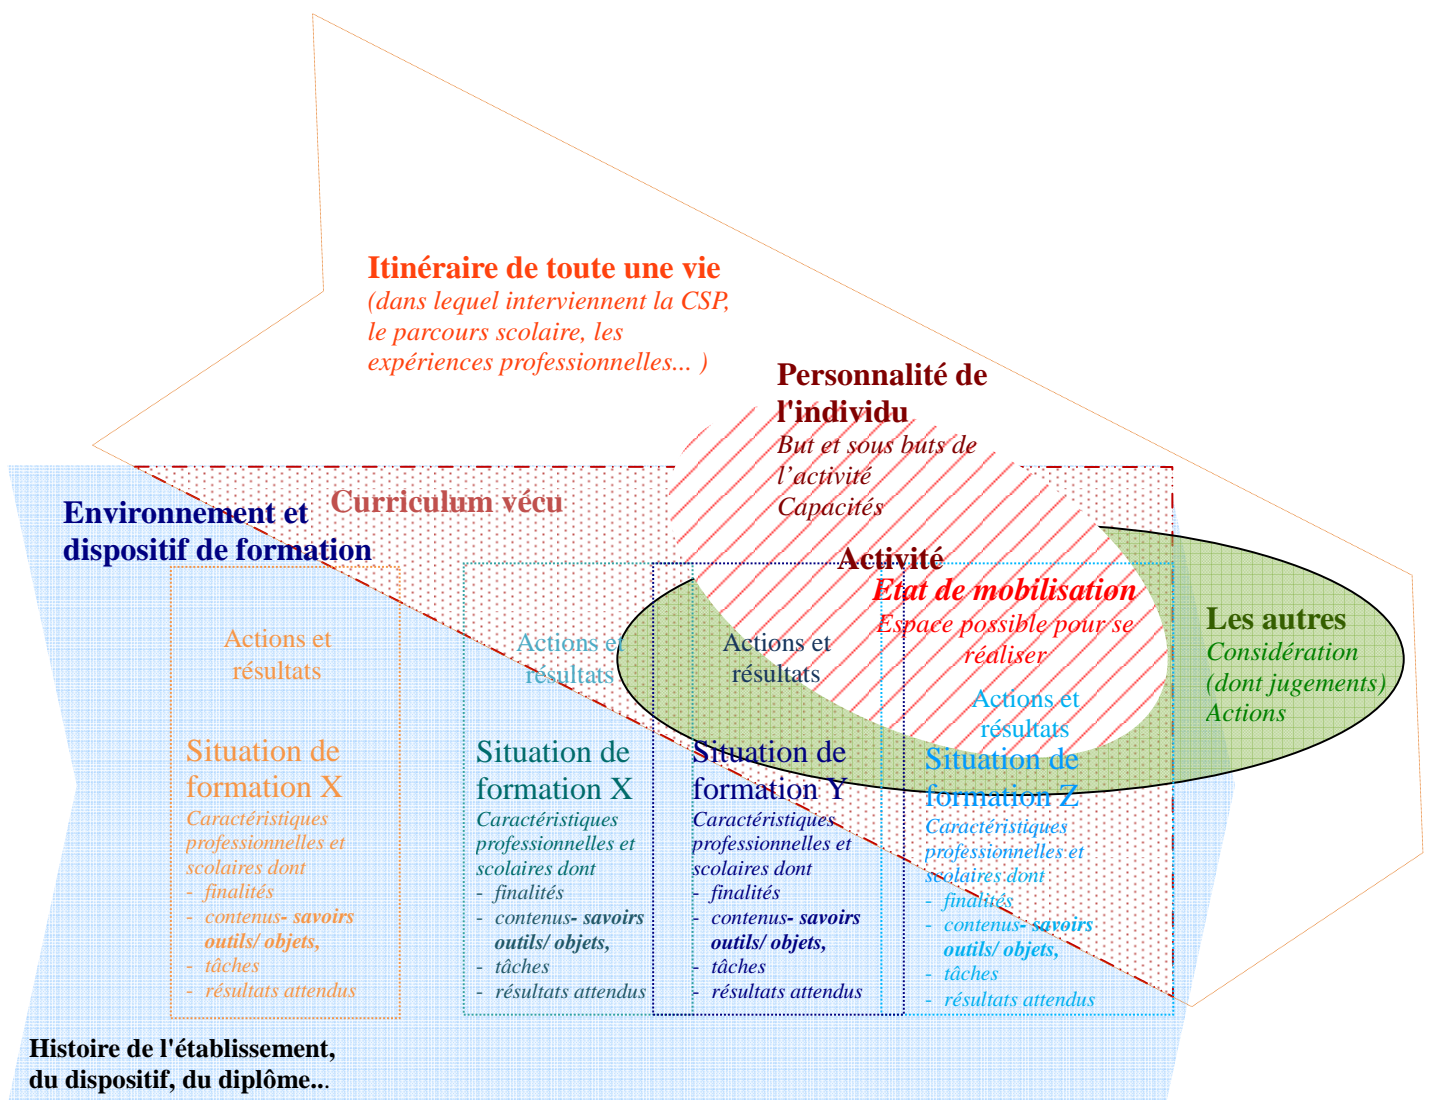 Itinéraire de toute une vie
(dans lequel interviennent la CSP,
le parcours scolaire, les
expériences professionnelles... )
Personnalité de
l'individu
But et sous buts de
l’activité
Capacités
Curriculum vécu
Environnement et
dispositif de formation
Activité
Etat de mobilisation
Espace possible pour se
réaliser
Les autres
Considération
(dont jugements)
Actions
Actions et
résultats
Situation de
formation X
Caractéristiques
professionnelles et
scolaires dont
- finalités
- contenus- savoirs
outils/ objets,
- tâches
- résultats attendus
Actions et
résultats
Situation de
formation X
Caractéristiques
professionnelles et
scolaires dont
- finalités
- contenus- savoirs
outils/ objets,
- tâches
- résultats attendus
Actions et
résultats
Situation de
formation Y
Caractéristiques
professionnelles et
scolaires dont
- finalités
- contenus- savoirs
outils/ objets,
- tâches
- résultats attendus
Actions et
résultats
Situation de
formation Z
Caractéristiques
professionnelles et
scolaires dont
- finalités
- contenus- savoirs
outils/ objets,
- tâches
- résultats attendus
Histoire de l'établissement,
du dispositif, du diplôme...